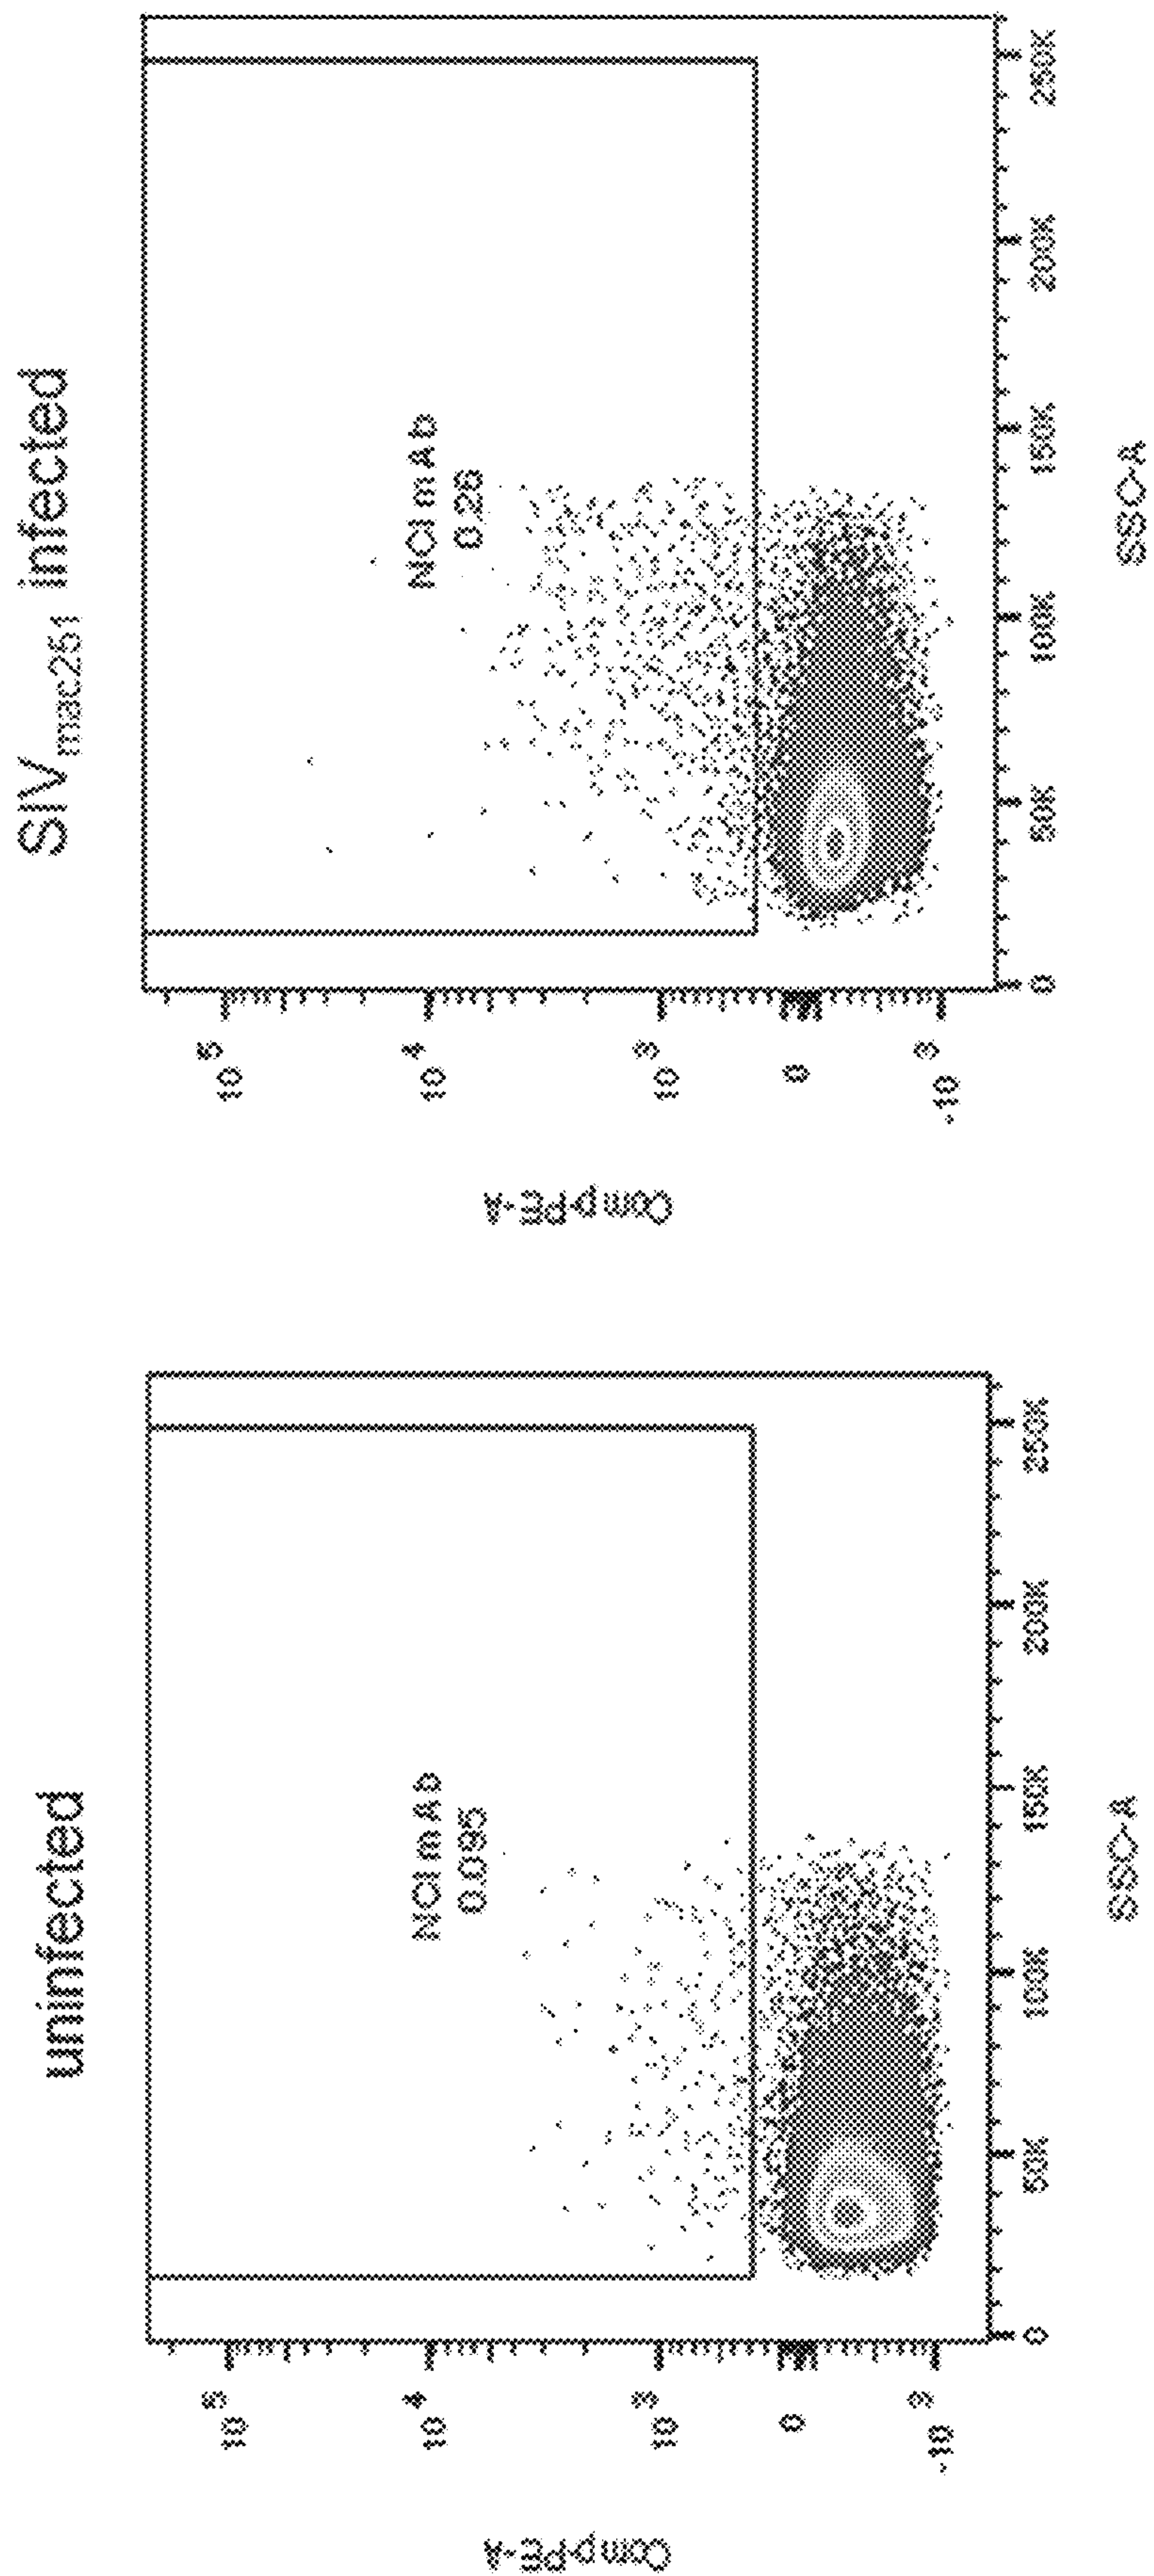 uninfected
NCI mAb
0.095
10 5
10 4
10 3
0
-10 3
Comp-PE-A
0
50K
100K
150K
200K
250K
SSC-A
SIVmac251 infected
NCI mAb
0.26
10 5
10 4
10 3
0
-10 3
Comp-PE-A
0
50K
100K
150K
200K
250K
SSC-A